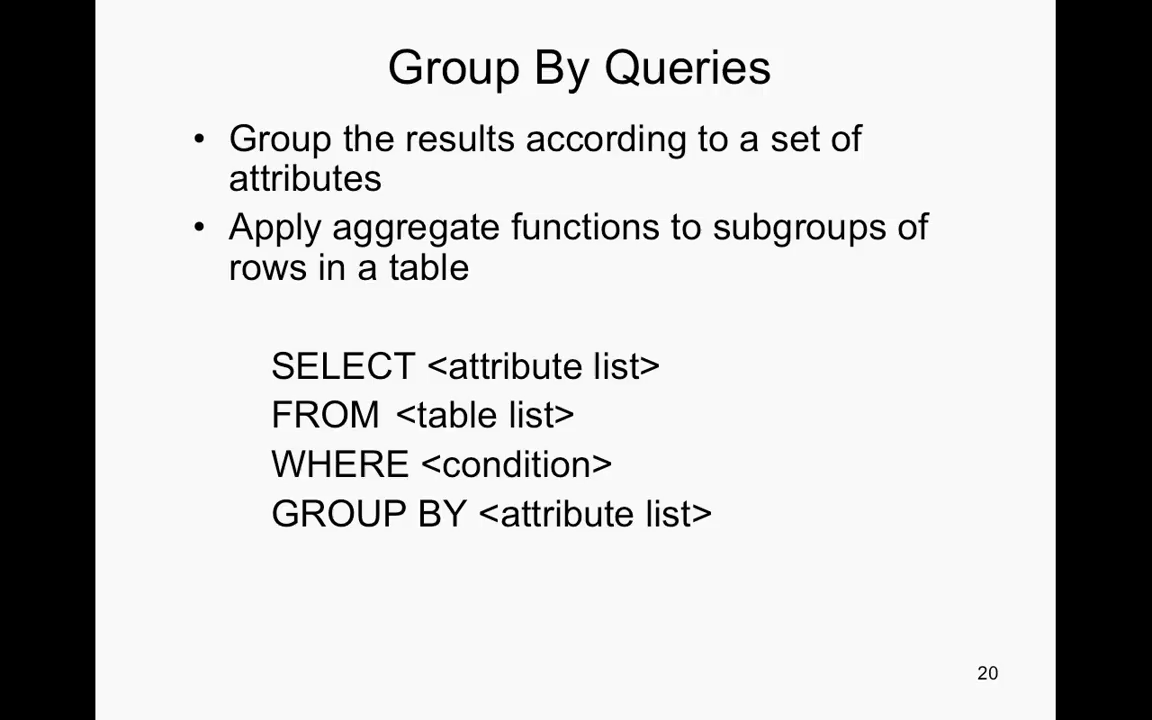 Group By Queries
• Group the results according to a set of
attributes
• Apply aggregate functions to subgroups of
rows in a table
SELECT <attribute list>
FROM <table list>
WHERE <condition>
GROUP BY <attribute list>
20